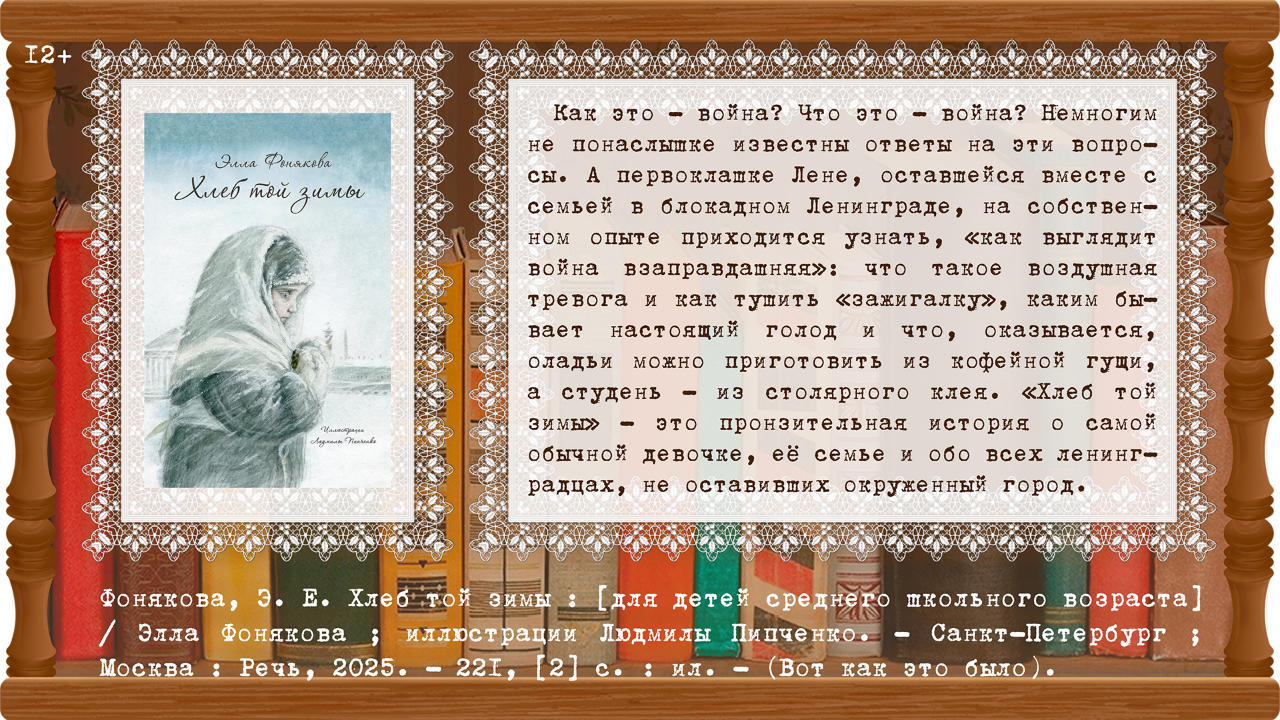 12+
Элла Фонякова
Хлеб той зимы
Иллюстрации
Людмилы Пипченко
Как это – война? Что это – война? Немногим
не понаслышке известны ответы на эти вопро–
сы. А первоклашке Лене, оставшейся вместе с
семьей в блокадном Ленинграде, на собствен–
ном опыте приходится узнать, «как выглядит
война взаправдашняя»: что такое воздушная
тревога и как тушить «зажигалку», каким бы–
вает настоящий голод и что, оказывается,
оладьи можно приготовить из кофейной гущи,
а студень – из столярного клея. «Хлеб той
зимы» – это пронзительная история о самой
обычной девочке, её семье и обо всех ленинг–
радцах, не оставивших окруженный город.
Фонякова, Э. Е. Хлеб той зимы : [для детей среднего школьного возраста]
/ Элла Фонякова ; иллюстрации Людмилы Пипченко. – Санкт–Петербург ;
Москва : Речь, 2025. – 221, [2] с. : ил. – (Вот как это было).